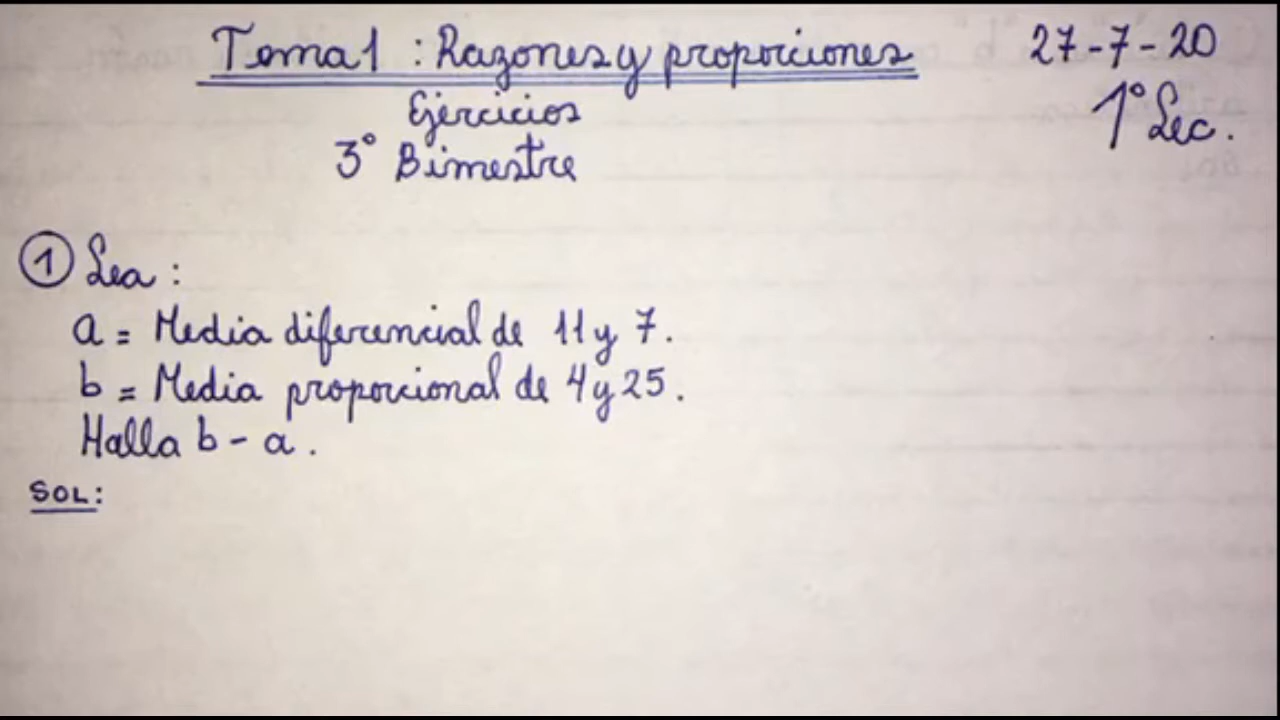 Tema 1 : Razones y proporciones
27-7-20
Ejercicios
1° Sec.
3° Bimestre
1 Sea :
a = Media diferencial de 11 y 7.
b = Media proporcional de 4 y 25.
Halla b - a.
SOL: